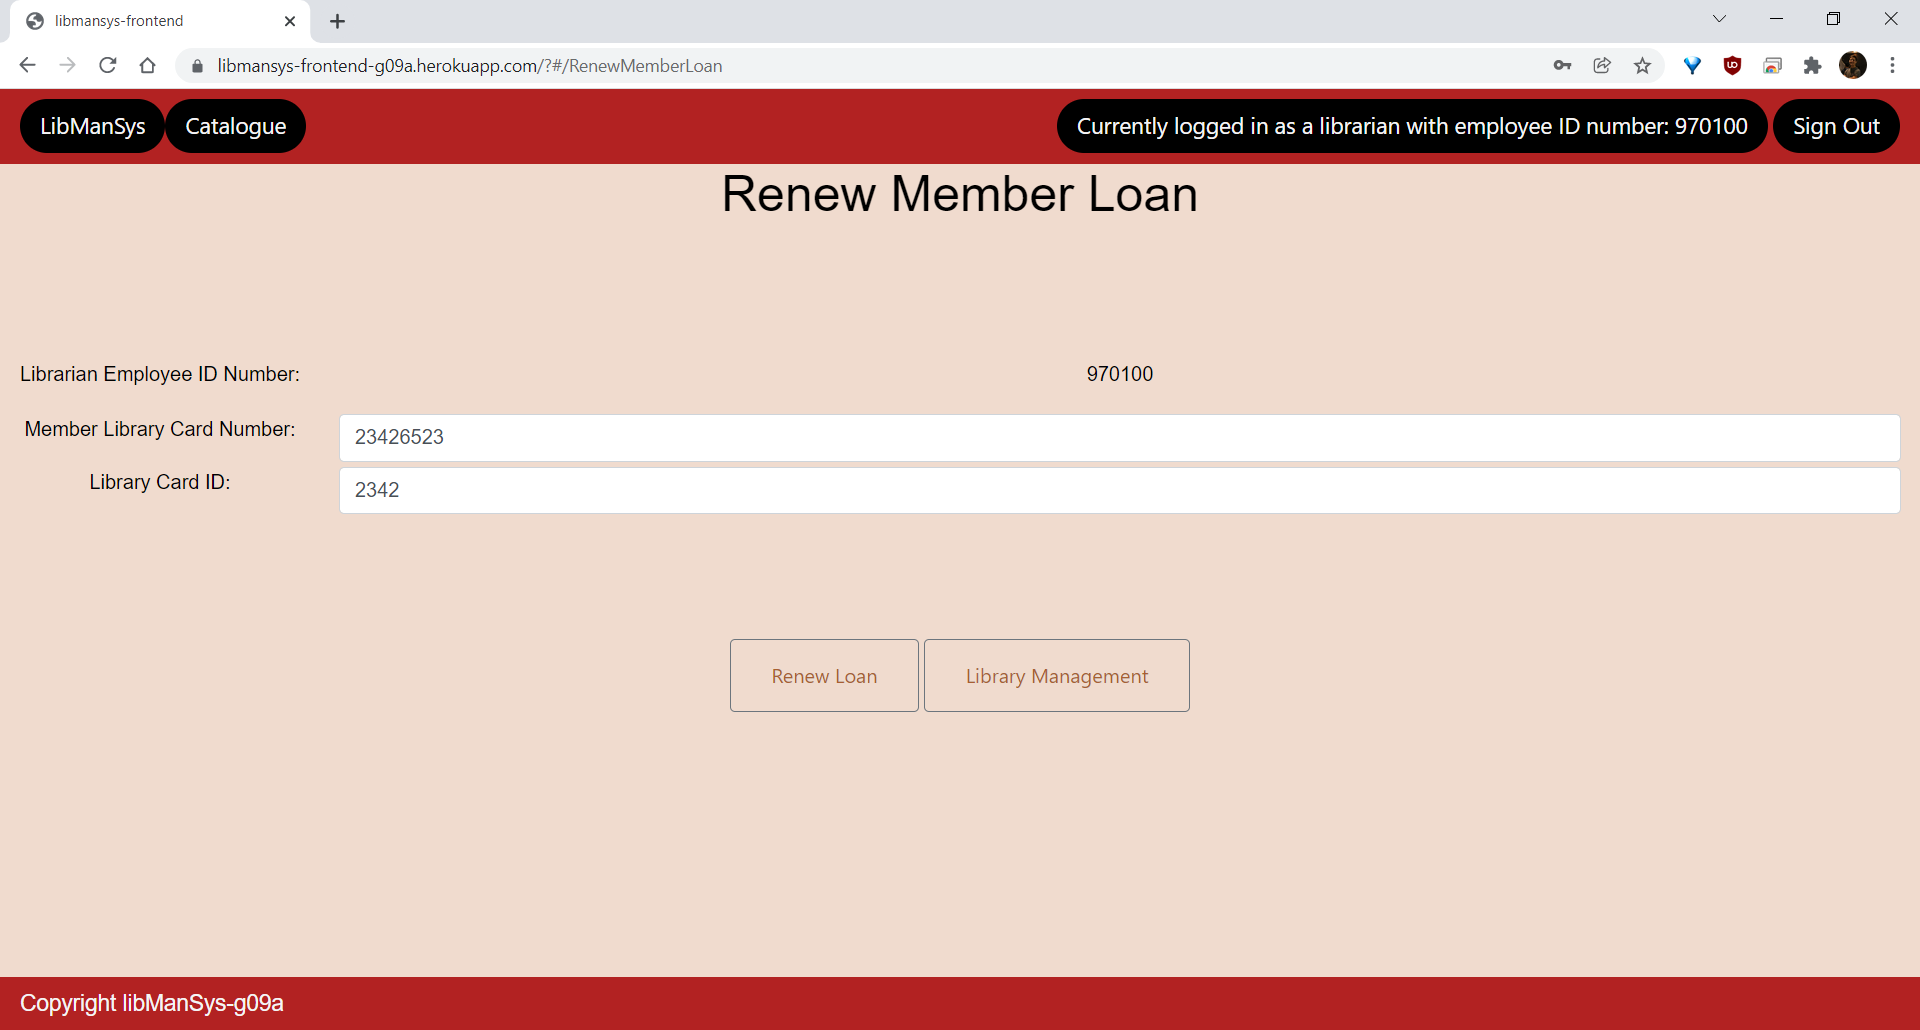 libmansys-frontend
libmansys-frontend-g09a.herokuapp.com/?#/RenewMemberLoan
LibManSys Catalogue Currently logged in as a librarian with employee ID number: 970100 Sign Out
Renew Member Loan
Librarian Employee ID Number: 970100
Member Library Card Number: 23426523
Library Card ID: 2342
Renew Loan Library Management
Copyright libManSys-g09a